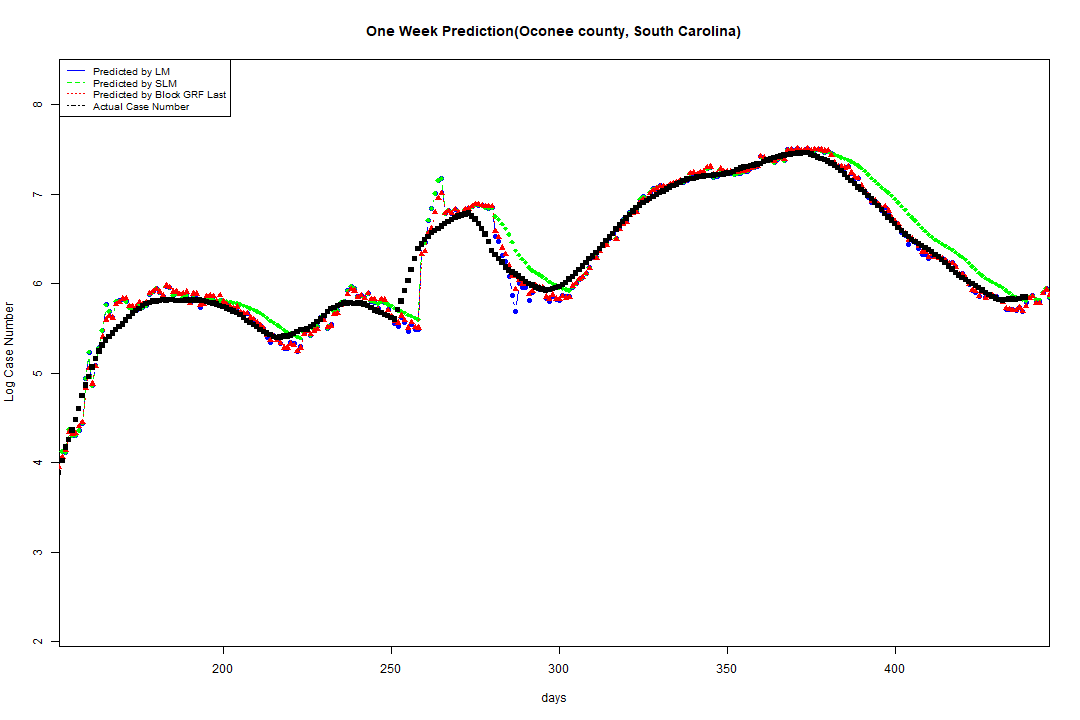 One Week Prediction(Oconee county, South Carolina)
Predicted by LM
Predicted by SLM
Predicted by Block GRF Last
Actual Case Number
8
7
6
5
4
3
2
Log Case Number
200 250 300 350 400
days